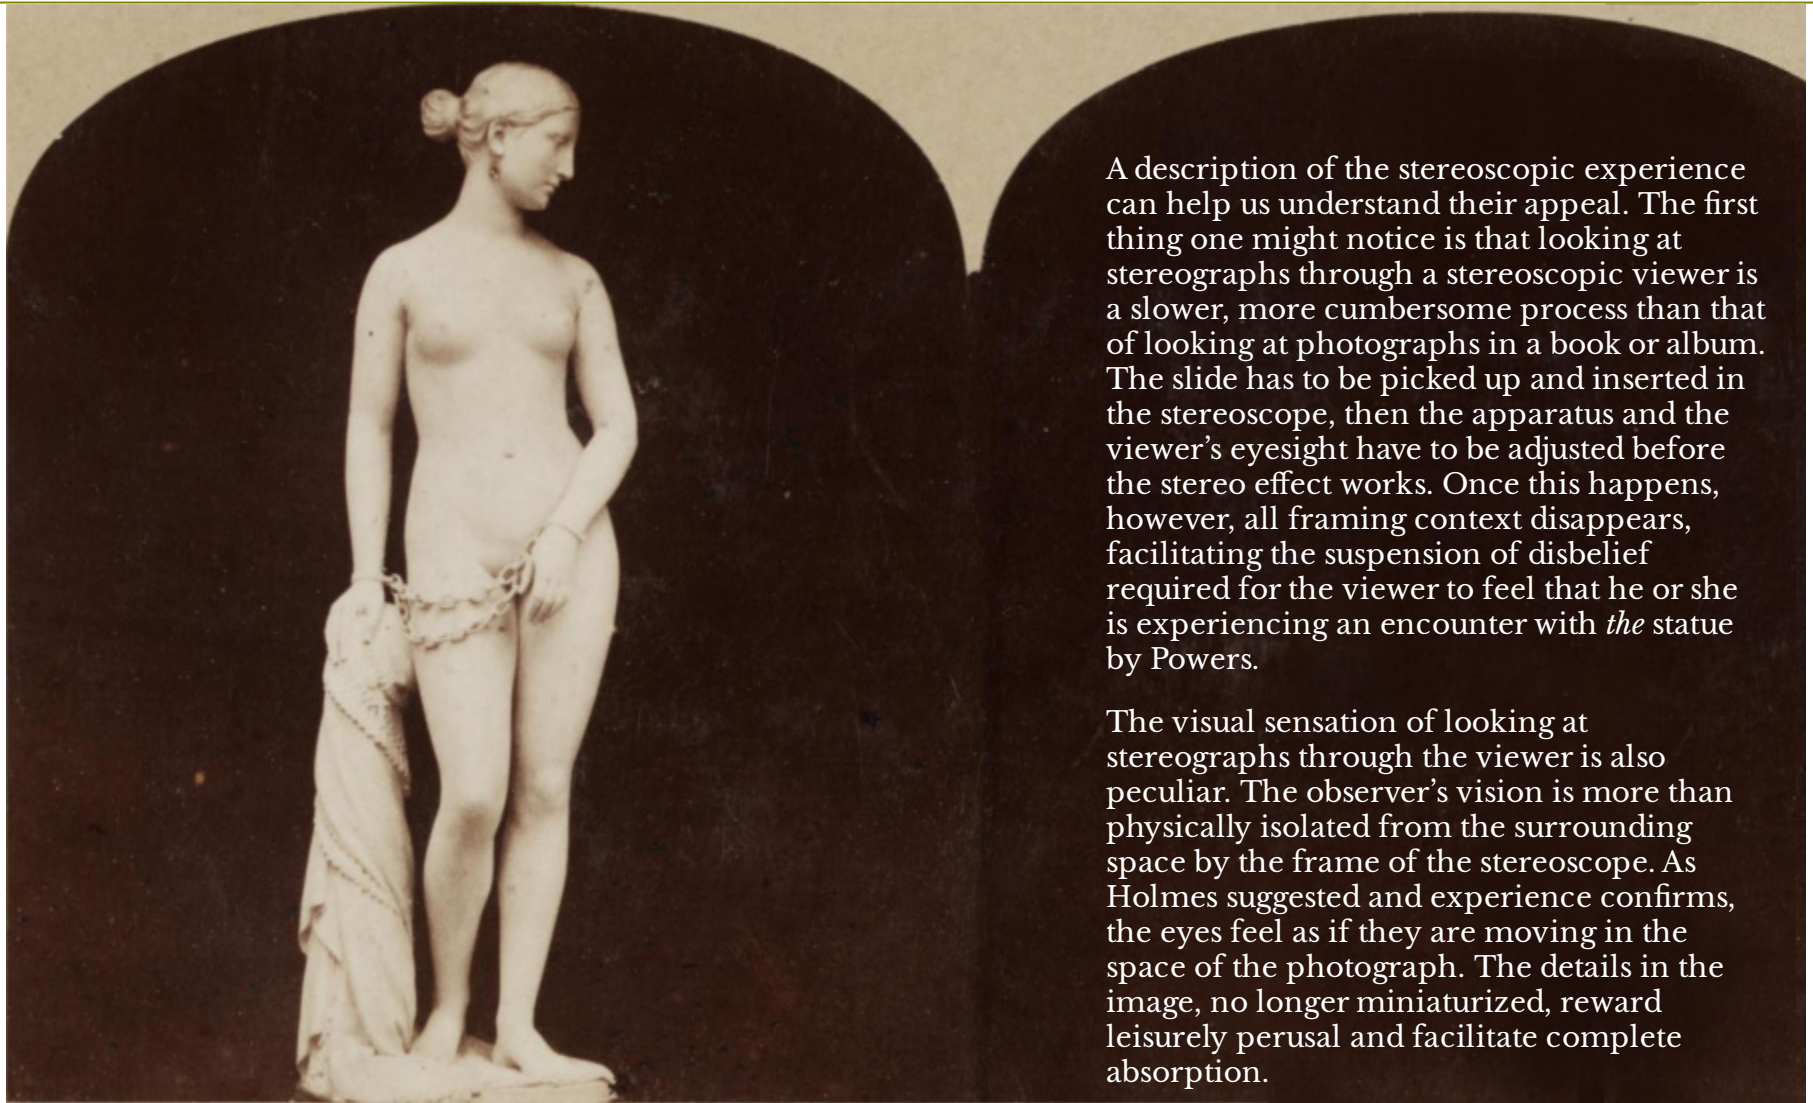 A description of the stereoscopic experience
can help us understand their appeal. The first
thing one might notice is that looking at
stereographs through a stereoscopic viewer is
a slower, more cumbersome process than that
of looking at photographs in a book or album.
The slide has to be picked up and inserted in
the stereoscope, then the apparatus and the
viewer’s eyesight have to be adjusted before
the stereo effect works. Once this happens,
however, all framing context disappears,
facilitating the suspension of disbelief
required for the viewer to feel that he or she
is experiencing an encounter with the statue
by Powers.
The visual sensation of looking at
stereographs through the viewer is also
peculiar. The observer’s vision is more than
physically isolated from the surrounding
space by the frame of the stereoscope. As
Holmes suggested and experience confirms,
the eyes feel as if they are moving in the
space of the photograph. The details in the
image, no longer miniaturized, reward
leisurely perusal and facilitate complete
absorption.